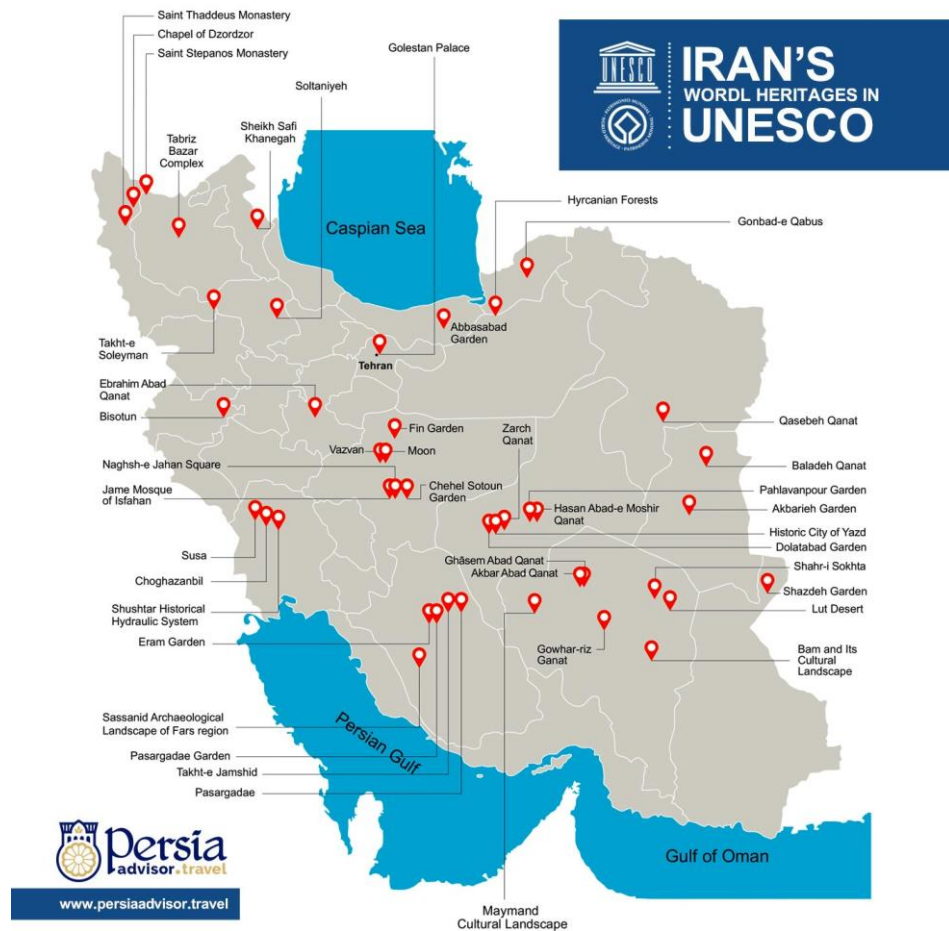 Saint Thaddeus Monastery
Chapel of Dzordzor
Saint Stepanos Monastery
Golestan Palace
Soltaniyeh
Sheikh Safi
Khanegah
Tabriz
Bazar
Complex
UNESCO
IRAN'S
WORDL HERITAGES IN
UNESCO
Caspian Sea
Hyrcanian Forests
Gonbad-e Qabus
Abbasabad
Garden
Takht-e
Soleyman
Tehran
Ebrahim Abad
Qanat
Bisotun
Fin Garden
Zarch
Qanat
Qasebeh Qanat
Vazvan
Moon
Naghsh-e Jahan Square
Baladeh Qanat
Jame Mosque
of Isfahan
Chehel Sotoun
Garden
Pahlavanpour Garden
Hasan Abad-e Moshir
Qanat
Akbarieh Garden
Historic City of Yazd
Dolatabad Garden
Susa
Ghāsem Abad Qanat
Akbar Abad Qanat
Shahr-i Sokhta
Choghazanbil
Shazdeh Garden
Shushtar Historical
Hydraulic System
Lut Desert
Eram Garden
Gowhar-riz
Ganat
Bam and Its
Cultural
Landscape
Sassanid Archaeological
Landscape of Fars region
Persian Gulf
Pasargadae Garden
Takht-e Jamshid
Pasargadae
Persia
advisor.travel
Gulf of Oman
www.persiaadvisor.travel
Maymand
Cultural Landscape